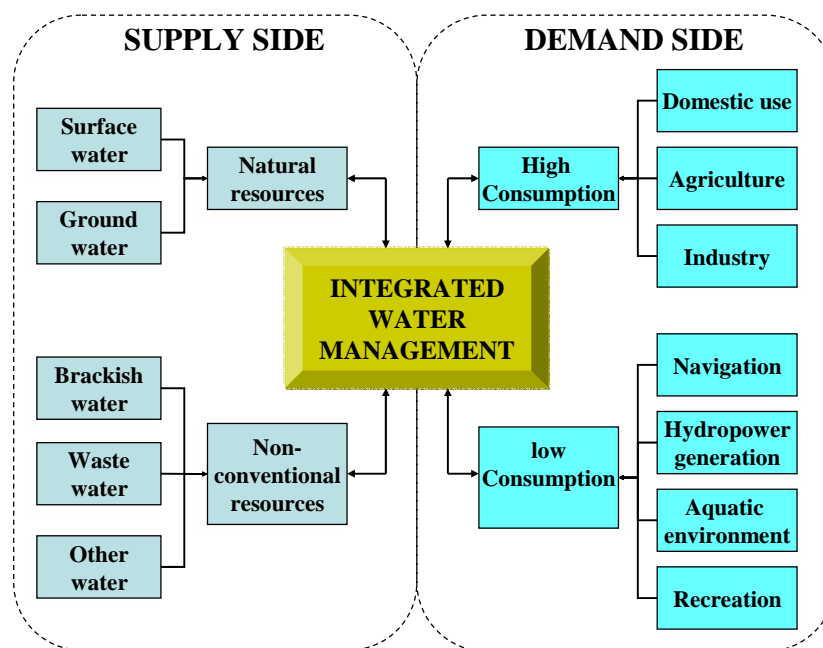 SUPPLY SIDE
DEMAND SIDE
Surface
water
Ground
water
Natural
resources
Brackish
water
Waste
water
Other
water
Non-
conventional
resources
INTEGRATED
WATER
MANAGEMENT
High
Consumption
Domestic use
Agriculture
Industry
low
Consumption
Navigation
Hydropower
generation
Aquatic
environment
Recreation